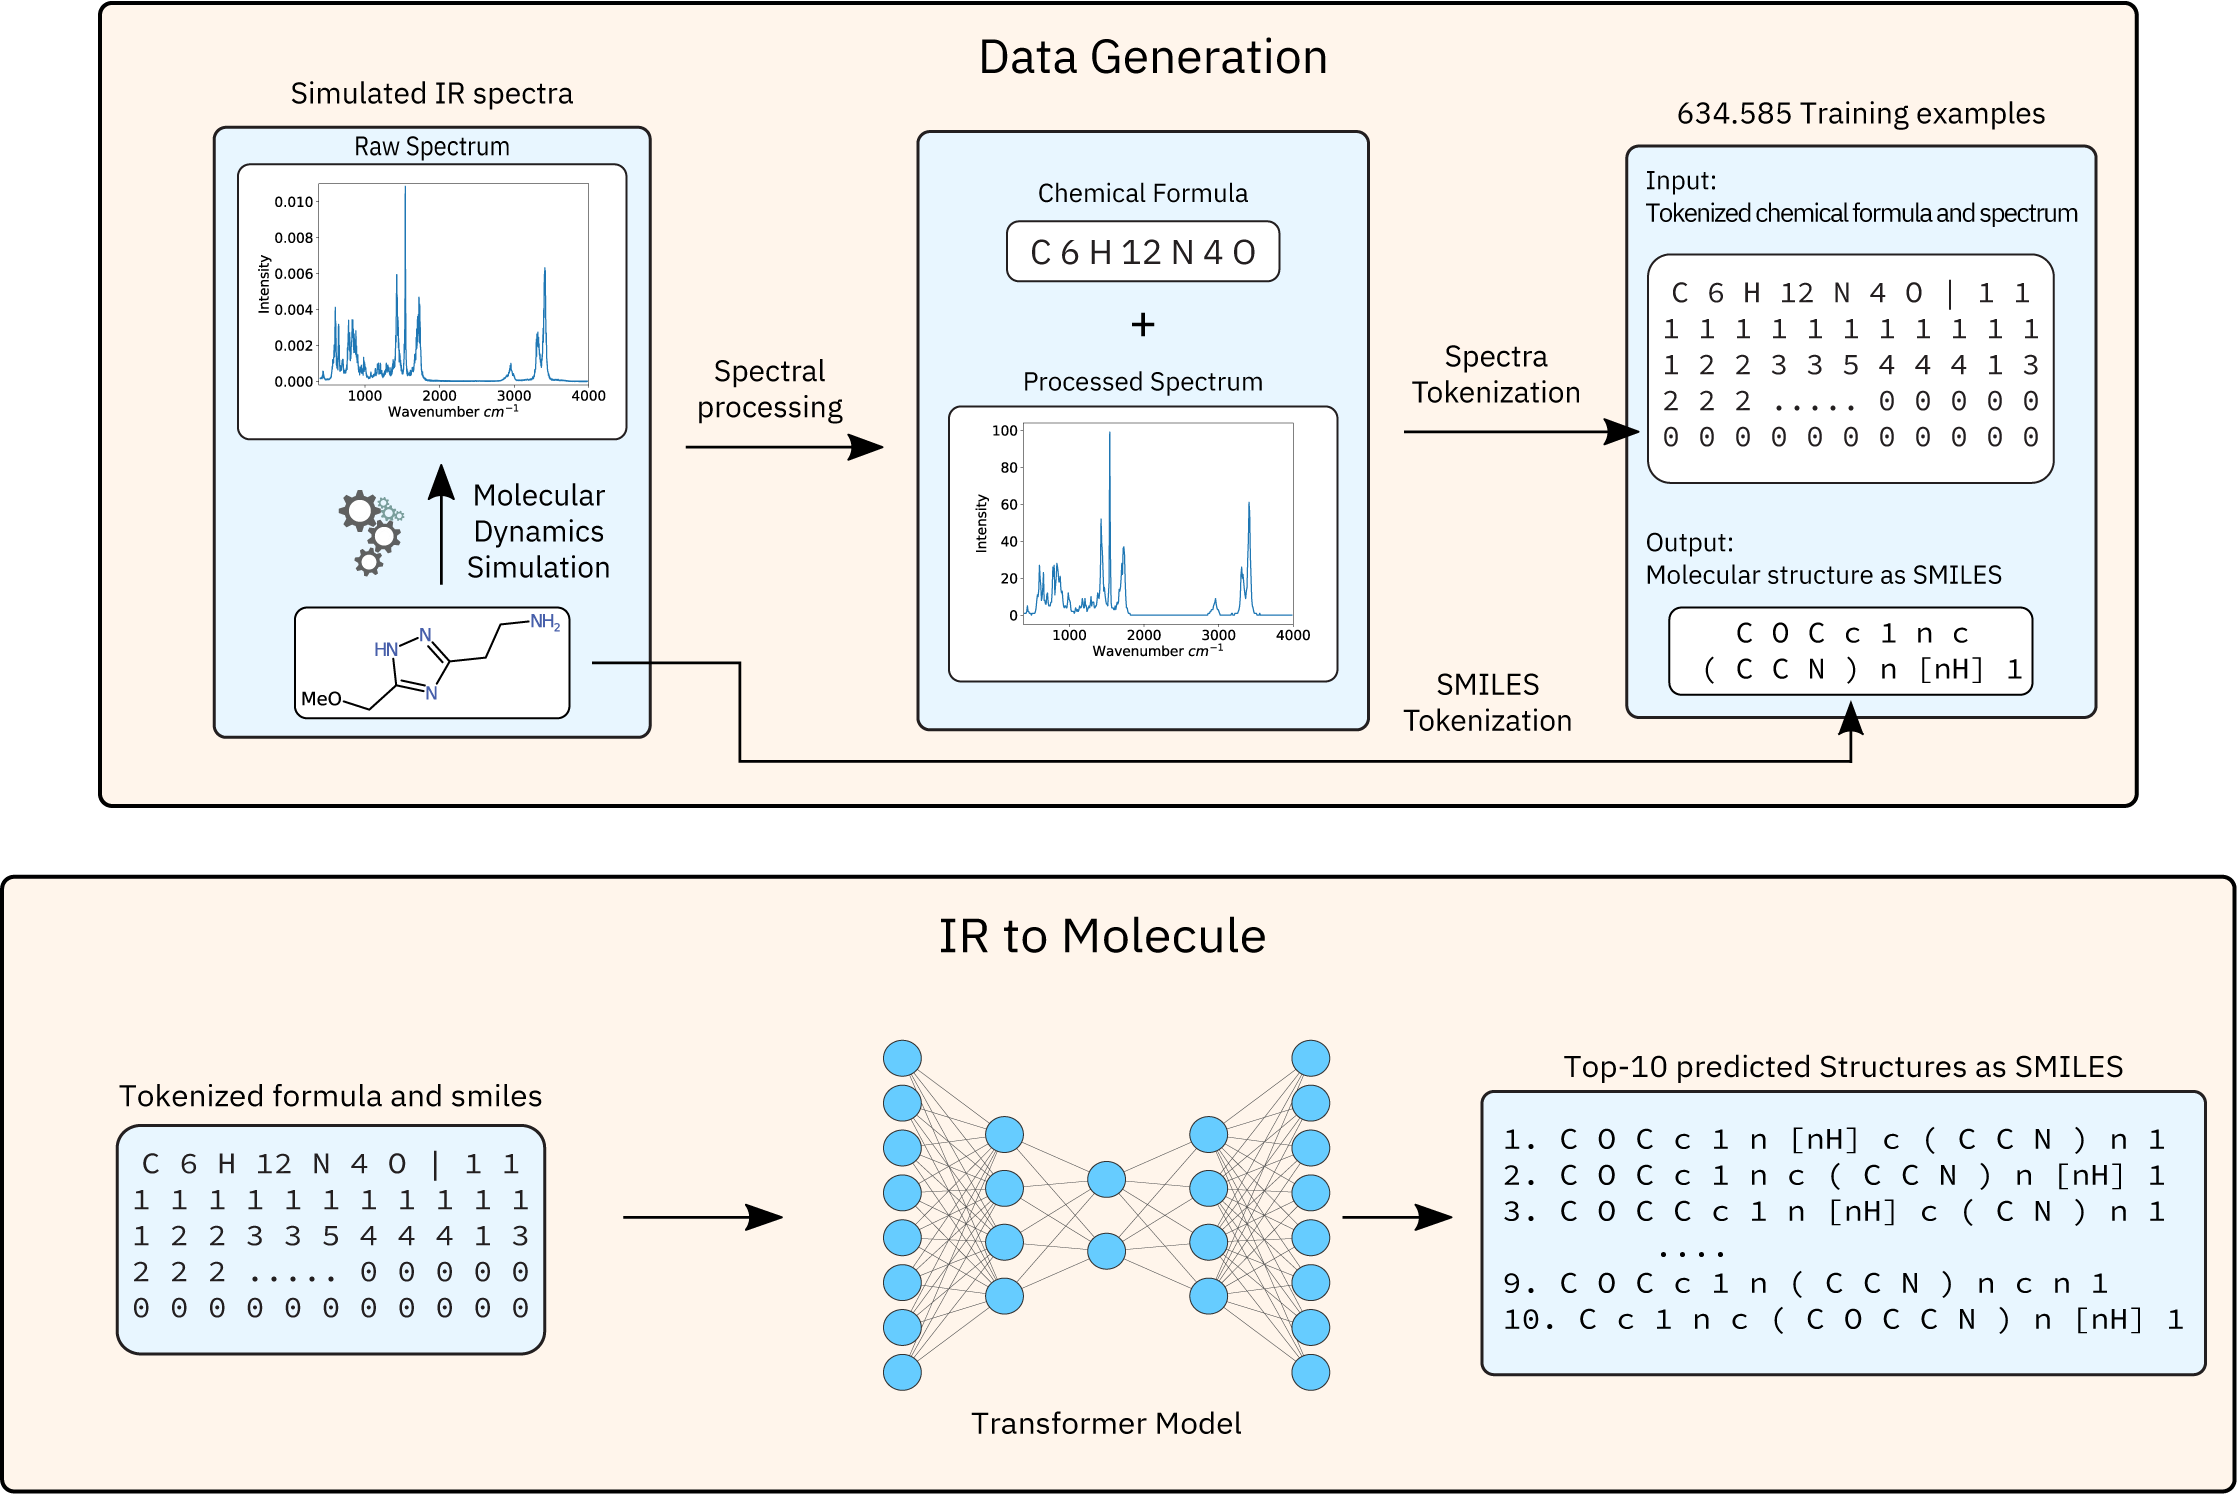 Data Generation
Simulated IR spectra
Raw Spectrum
0.010
0.008
0.006
0.004
0.002
0.000
Intensity
1000 2000 3000 4000
Wavenumber cm⁻¹
Molecular
Dynamics
Simulation
NH₂
N
HN
N
MeO
Spectral
processing
Chemical Formula
C 6 H 12 N 4 O
+
Processed Spectrum
100
80
60
40
20
0
Intensity
1000 2000 3000 4000
Wavenumber cm⁻¹
Spectra
Tokenization
SMILES
Tokenization
634.585 Training examples
Input:
Tokenized chemical formula and spectrum
C 6 H 12 N 4 O | 1 1
1 1 1 1 1 1 1 1 1 1 1
1 2 2 3 3 5 4 4 4 1 3
2 2 2 ..... 0 0 0 0 0
0 0 0 0 0 0 0 0 0 0 0
Output:
Molecular structure as SMILES
C O C c 1 n c
( C C N ) n [nH] 1
IR to Molecule
Tokenized formula and smiles
C 6 H 12 N 4 O | 1 1
1 1 1 1 1 1 1 1 1 1 1
1 2 2 3 3 5 4 4 4 1 3
2 2 2 ..... 0 0 0 0 0
0 0 0 0 0 0 0 0 0 0 0
Transformer Model
Top-10 predicted Structures as SMILES
1. C O C c 1 n [nH] c ( C C N ) n 1
2. C O C c 1 n c ( C C N ) n [nH] 1
3. C O C C c 1 n [nH] c ( C N ) n 1
....
9. C O C c 1 n ( C C N ) n c n 1
10. C c 1 n c ( C O C C N ) n [nH] 1